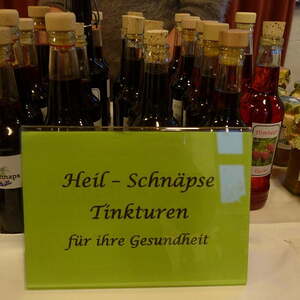 Heil – Schnäpse
Tinkturen
für ihre Gesundheit